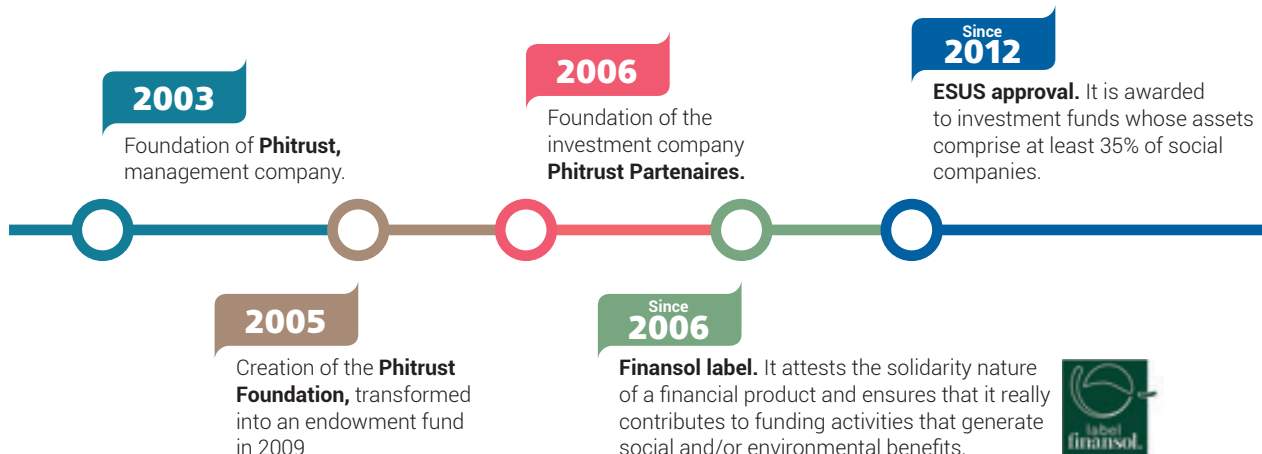 2003
Foundation of Phitrust,
management company.
2005
Creation of the Phitrust
Foundation, transformed
into an endowment fund
in 2009
2006
Foundation of the
investment company
Phitrust Partenaires.
Since
2006
Finansol label. It attests the solidarity nature
of a financial product and ensures that it really
contributes to funding activities that generate
social and/or environmental benefits.
label
finansol.
Since
2012
ESUS approval. It is awarded
to investment funds whose assets
comprise at least 35% of social
companies.